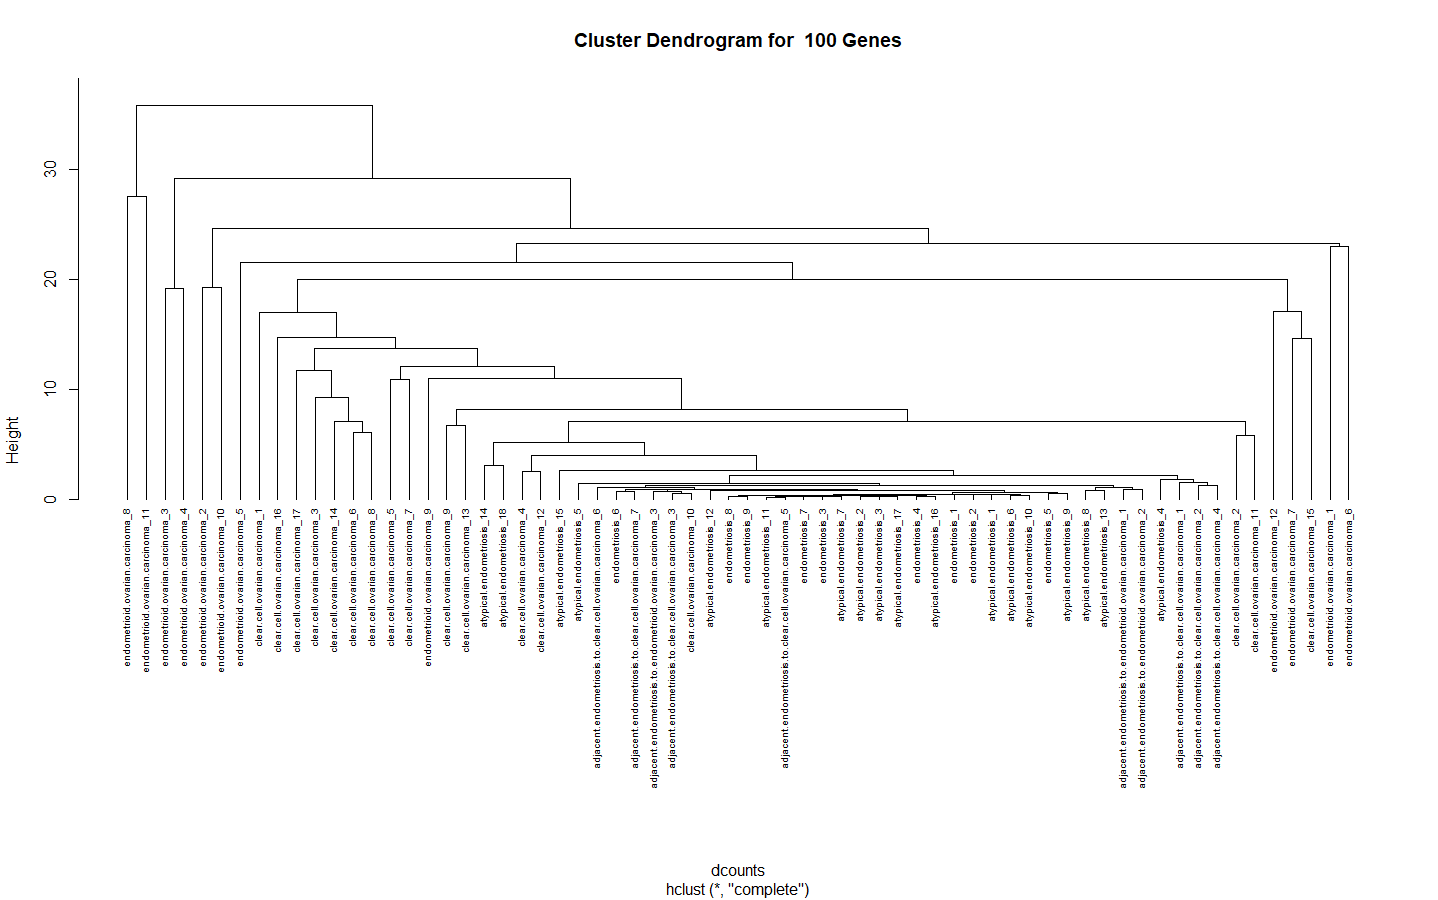 Cluster Dendrogram for  100 Genes
Height
0
10
20
30
endometrioid.ovarian.carcinoma_8
endometrioid.ovarian.carcinoma_11
endometrioid.ovarian.carcinoma_3
endometrioid.ovarian.carcinoma_4
endometrioid.ovarian.carcinoma_2
endometrioid.ovarian.carcinoma_10
endometrioid.ovarian.carcinoma_5
clear.cell.ovarian.carcinoma_1
clear.cell.ovarian.carcinoma_16
clear.cell.ovarian.carcinoma_17
clear.cell.ovarian.carcinoma_3
clear.cell.ovarian.carcinoma_14
clear.cell.ovarian.carcinoma_6
clear.cell.ovarian.carcinoma_8
clear.cell.ovarian.carcinoma_5
clear.cell.ovarian.carcinoma_7
endometrioid.ovarian.carcinoma_9
clear.cell.ovarian.carcinoma_9
clear.cell.ovarian.carcinoma_13
atypical.endometriosis_14
atypical.endometriosis_18
clear.cell.ovarian.carcinoma_4
clear.cell.ovarian.carcinoma_12
atypical.endometriosis_15
atypical.endometriosis_5
adjacent.endometriosis.to.clear.cell.ovarian.carcinoma_6
endometriosis_6
adjacent.endometriosis.to.clear.cell.ovarian.carcinoma_7
adjacent.endometriosis.to.endometrioid.ovarian.carcinoma_3
adjacent.endometriosis.to.clear.cell.ovarian.carcinoma_3
clear.cell.ovarian.carcinoma_10
atypical.endometriosis_12
endometriosis_8
endometriosis_9
atypical.endometriosis_11
adjacent.endometriosis.to.clear.cell.ovarian.carcinoma_5
endometriosis_7
endometriosis_3
atypical.endometriosis_7
atypical.endometriosis_2
atypical.endometriosis_3
atypical.endometriosis_17
endometriosis_4
atypical.endometriosis_16
endometriosis_1
endometriosis_2
atypical.endometriosis_1
atypical.endometriosis_6
atypical.endometriosis_10
endometriosis_5
atypical.endometriosis_9
atypical.endometriosis_8
atypical.endometriosis_13
adjacent.endometriosis.to.endometrioid.ovarian.carcinoma_1
adjacent.endometriosis.to.endometrioid.ovarian.carcinoma_2
atypical.endometriosis_4
adjacent.endometriosis.to.clear.cell.ovarian.carcinoma_1
adjacent.endometriosis.to.clear.cell.ovarian.carcinoma_2
adjacent.endometriosis.to.clear.cell.ovarian.carcinoma_4
clear.cell.ovarian.carcinoma_2
clear.cell.ovarian.carcinoma_11
endometrioid.ovarian.carcinoma_12
endometrioid.ovarian.carcinoma_7
clear.cell.ovarian.carcinoma_15
endometrioid.ovarian.carcinoma_1
endometrioid.ovarian.carcinoma_6
dcounts
hclust (*, "complete")